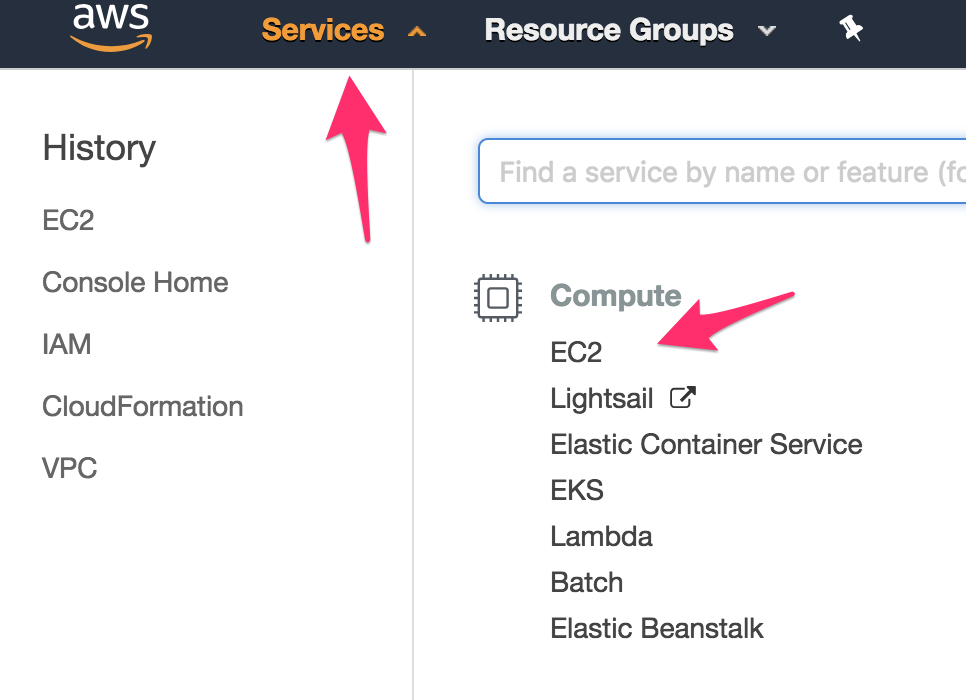 aws
Services
Resource Groups
History
EC2
Console Home
IAM
CloudFormation
VPC
Find a service by name or feature (fo
Compute
EC2
Lightsail
Elastic Container Service
EKS
Lambda
Batch
Elastic Beanstalk